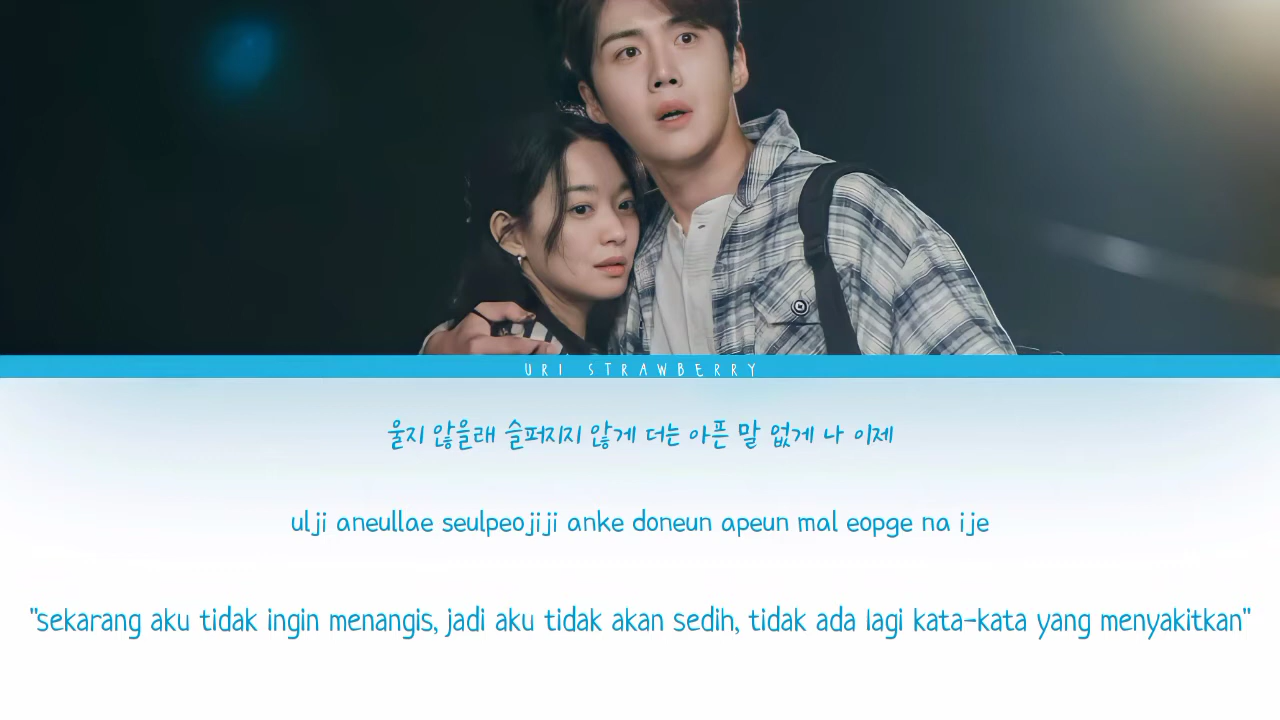 URI STRAWBERRY
울지 않을래 슬퍼지지 않게 더는 아픈 말 없게 나 이제
ulji aneullae seulpeojiji anke doneun apeun mal eopge na ije
"sekarang aku tidak ingin menangis, jadi aku tidak akan sedih, tidak ada lagi kata-kata yang menyakitkan"